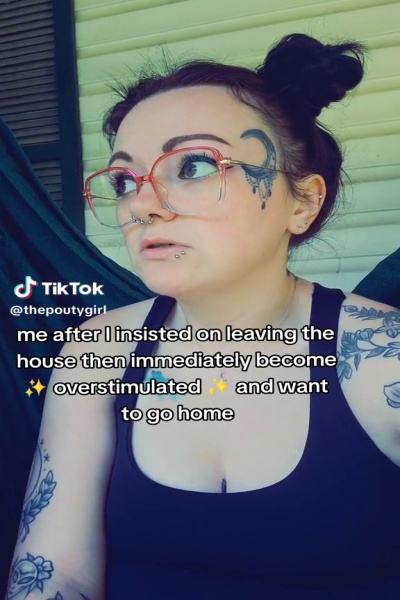 TikTok
@thepoutygirl
me after I insisted on leaving the
house then immediately become
✨ overstimulated ✨ and want
to go home